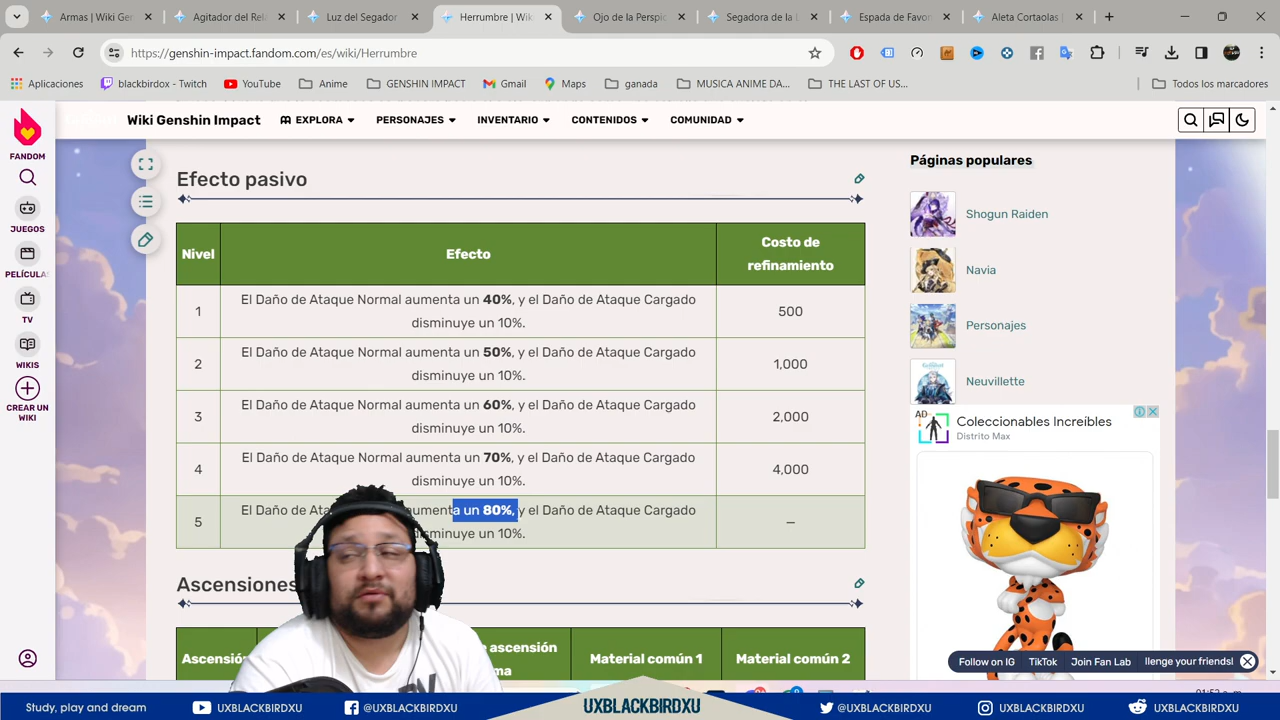 Armas | Wiki Gen
Agitador del Rel
Luz del Segador
Herrumbre | Wi
Ojo de la Perspic
Segadora de la
Espada de Favor
Aleta Cortaolas |
https://genshin-impact.fandom.com/es/wiki/Herrumbre
Aplicaciones
blackbirdox - Twitch
YouTube
Anime
GENSHIN IMPACT
Gmail
Maps
ganada
MUSICA ANIME DA...
THE LAST OF US...
Todos los marcadores
FANDOM
JUEGOS
PELÍCULAS
TV
WIKIS
CREAR UN
WIKI
Wiki Genshin Impact
EXPLORA
PERSONAJES
INVENTARIO
CONTENIDOS
COMUNIDAD
Efecto pasivo
Nivel
Efecto
Costo de
refinamiento
1
El Daño de Ataque Normal aumenta un 40%, y el Daño de Ataque Cargado
disminuye un 10%.
500
2
El Daño de Ataque Normal aumenta un 50%, y el Daño de Ataque Cargado
disminuye un 10%.
1,000
3
El Daño de Ataque Normal aumenta un 60%, y el Daño de Ataque Cargado
disminuye un 10%.
2,000
4
El Daño de Ataque Normal aumenta un 70%, y el Daño de Ataque Cargado
disminuye un 10%.
4,000
5
El Daño de Ata aumenta un 80%, y el Daño de Ataque Cargado
disminuye un 10%.
–
Ascensiones
Ascensión
e ascensión
ma
Material común 1
Material común 2
Páginas populares
Shogun Raiden
Navia
Personajes
Neuvillette
AD
Coleccionables Increíbles
Distrito Max
Follow on IG
TikTok
Join Fan Lab
llenge your friends!
Study, play and dream
UXBLACKBIRDXU
@UXBLACKBIRDXU
UXBLACKBIRDXU
@UXBLACKBIRDXU
UXBLACKBIRDXU
UXBLACKBIRDXU